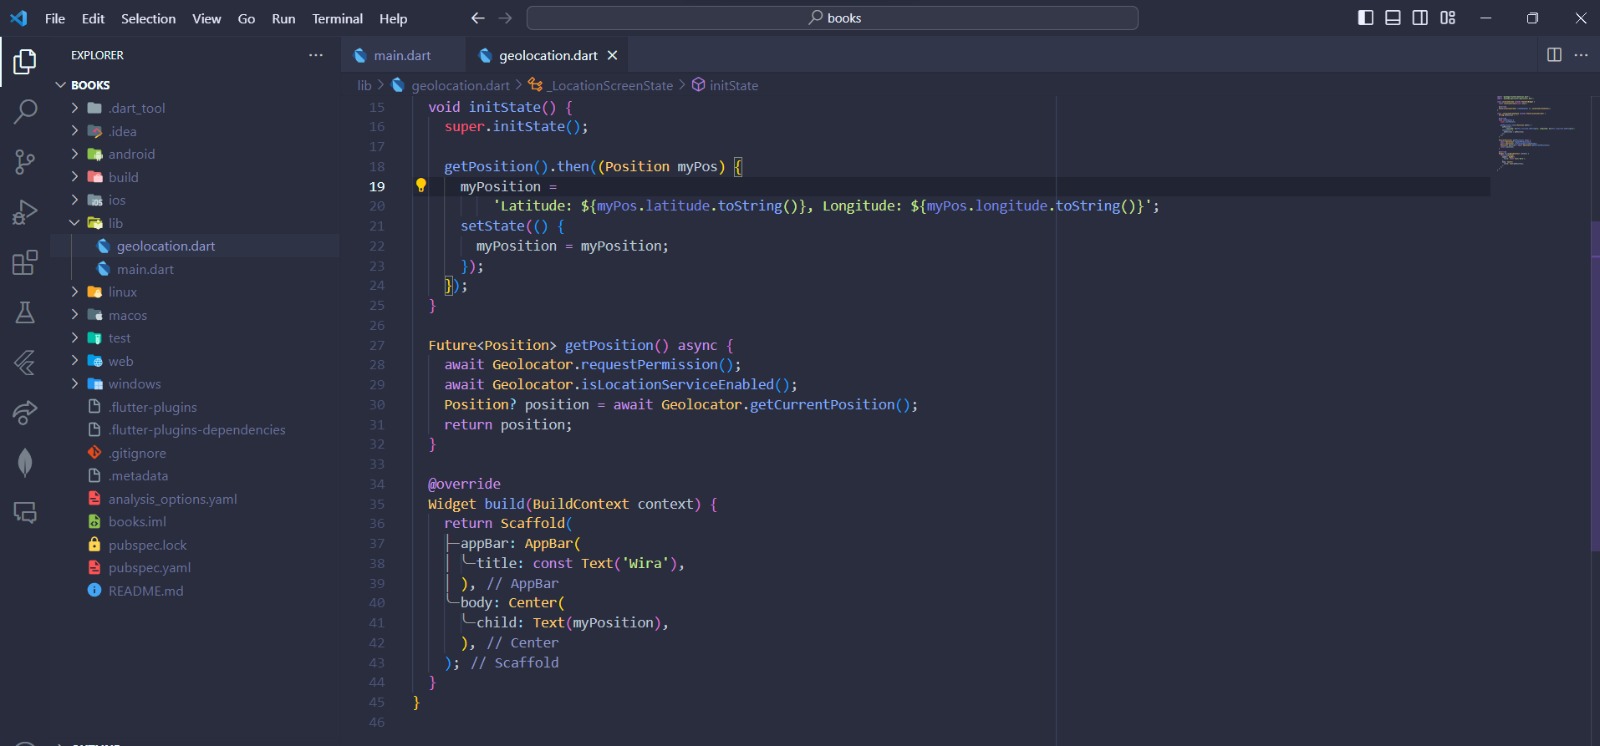 File Edit Selection View Go Run Terminal Help
books
EXPLORER
BOOKS
.dart_tool
.idea
android
build
ios
lib
geolocation.dart
main.dart
linux
macos
test
web
windows
.flutter-plugins
.flutter-plugins-dependencies
.gitignore
.metadata
analysis_options.yaml
books.iml
pubspec.lock
pubspec.yaml
README.md
main.dart geolocation.dart
lib > geolocation.dart > _LocationScreenState > initState
15 void initState() {
16 super.initState();
17
18 getPosition().then((Position myPos) {
19 myPosition =
20 'Latitude: ${myPos.latitude.toString()}, Longitude: ${myPos.longitude.toString()}';
21 setState(() {
22 myPosition = myPosition;
23 });
24 });
25 }
26
27 Future<Position> getPosition() async {
28 await Geolocator.requestPermission();
29 await Geolocator.isLocationServiceEnabled();
30 Position? position = await Geolocator.getCurrentPosition();
31 return position;
32 }
33
34 @override
35 Widget build(BuildContext context) {
36 return Scaffold(
37 appBar: AppBar(
38 title: const Text('Wira'),
39 ), // AppBar
40 body: Center(
41 child: Text(myPosition),
42 ), // Center
43 ); // Scaffold
44 }
45 }
46